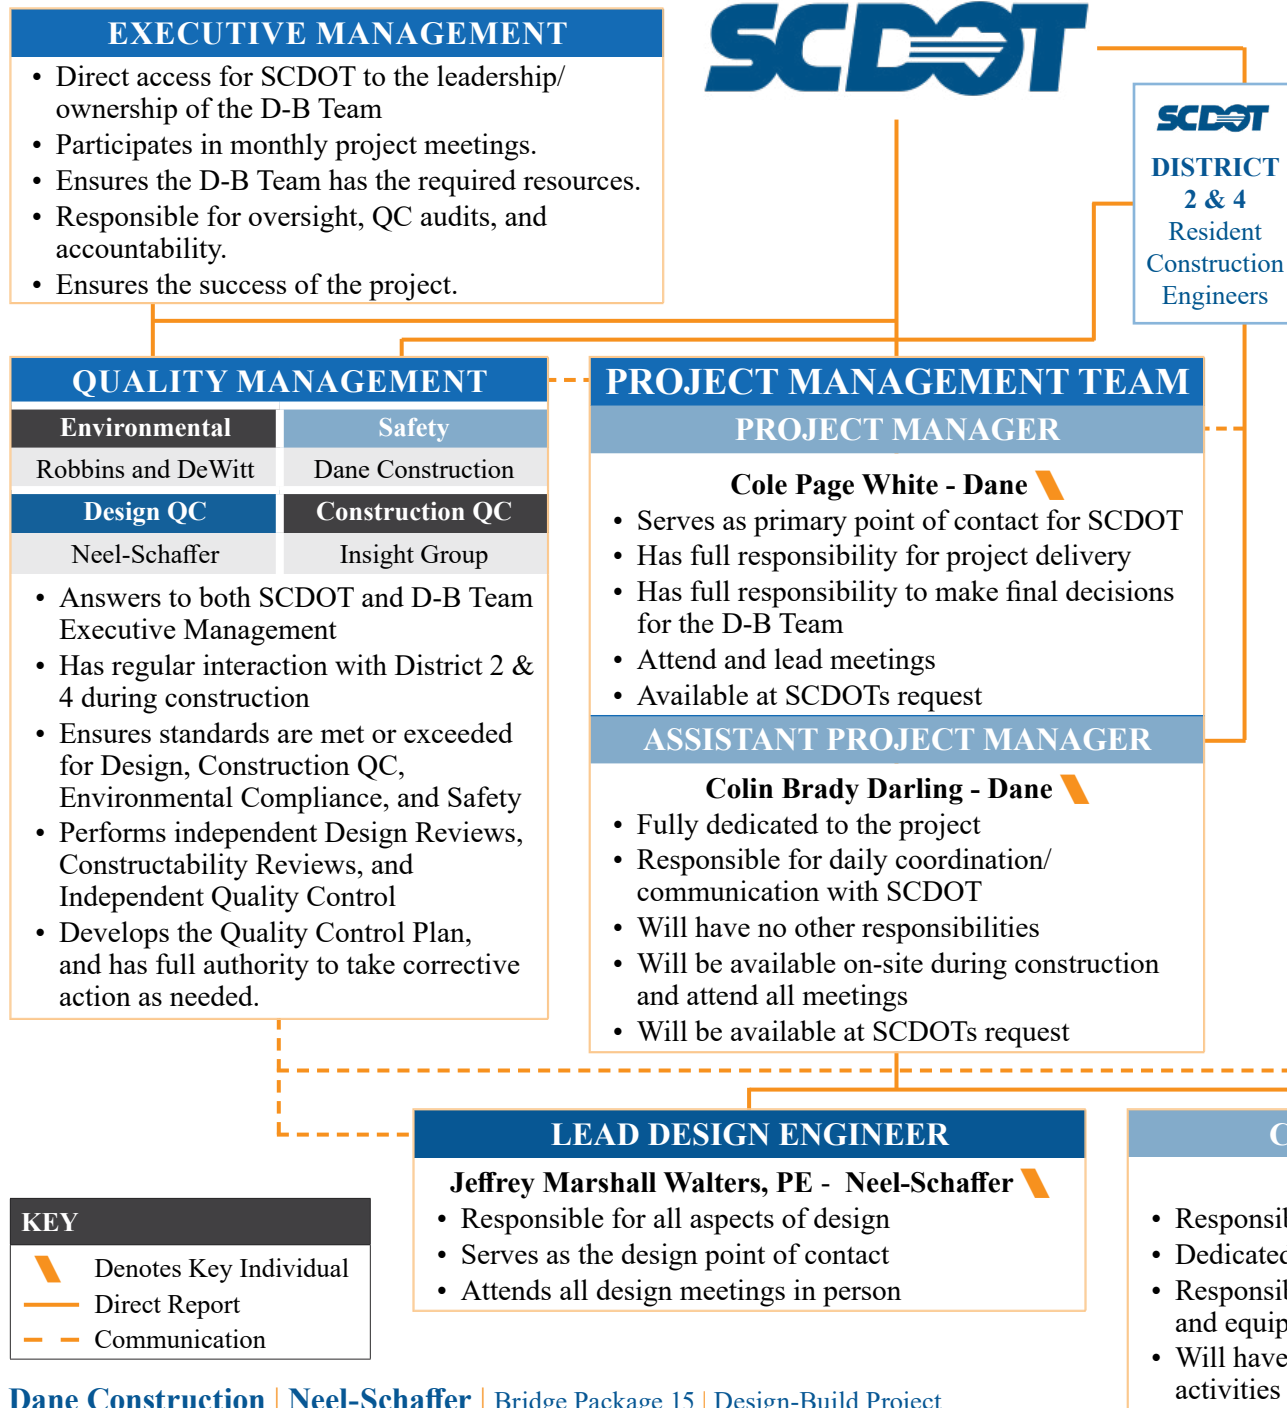 EXECUTIVE MANAGEMENT
• Direct access for SCDOT to the leadership/
ownership of the D-B Team
• Participates in monthly project meetings.
• Ensures the D-B Team has the required resources.
• Responsible for oversight, QC audits, and
accountability.
• Ensures the success of the project.
SCDOT
SCDOT
DISTRICT
2 & 4
Resident
Construction
Engineers
QUALITY MANAGEMENT
Environmental
Robbins and DeWitt
Safety
Dane Construction
Design QC
Neel-Schaffer
Construction QC
Insight Group
• Answers to both SCDOT and D-B Team
Executive Management
• Has regular interaction with District 2 &
4 during construction
• Ensures standards are met or exceeded
for Design, Construction QC,
Environmental Compliance, and Safety
• Performs independent Design Reviews,
Constructability Reviews, and
Independent Quality Control
• Develops the Quality Control Plan,
and has full authority to take corrective
action as needed.
PROJECT MANAGEMENT TEAM
PROJECT MANAGER
Cole Page White - Dane
• Serves as primary point of contact for SCDOT
• Has full responsibility for project delivery
• Has full responsibility to make final decisions
for the D-B Team
• Attend and lead meetings
• Available at SCDOTs request
ASSISTANT PROJECT MANAGER
Colin Brady Darling - Dane
• Fully dedicated to the project
• Responsible for daily coordination/
communication with SCDOT
• Will have no other responsibilities
• Will be available on-site during construction
and attend all meetings
• Will be available at SCDOTs request
LEAD DESIGN ENGINEER
Jeffrey Marshall Walters, PE - Neel-Schaffer
• Responsible for all aspects of design
• Serves as the design point of contact
• Attends all design meetings in person
C
• Responsib
• Dedicated
• Responsib
and equip
• Will have
activities
KEY
Denotes Key Individual
Direct Report
Communication
Dane Construction | Neel-Schaffer | Bridge Package 15 | Design-Build Project